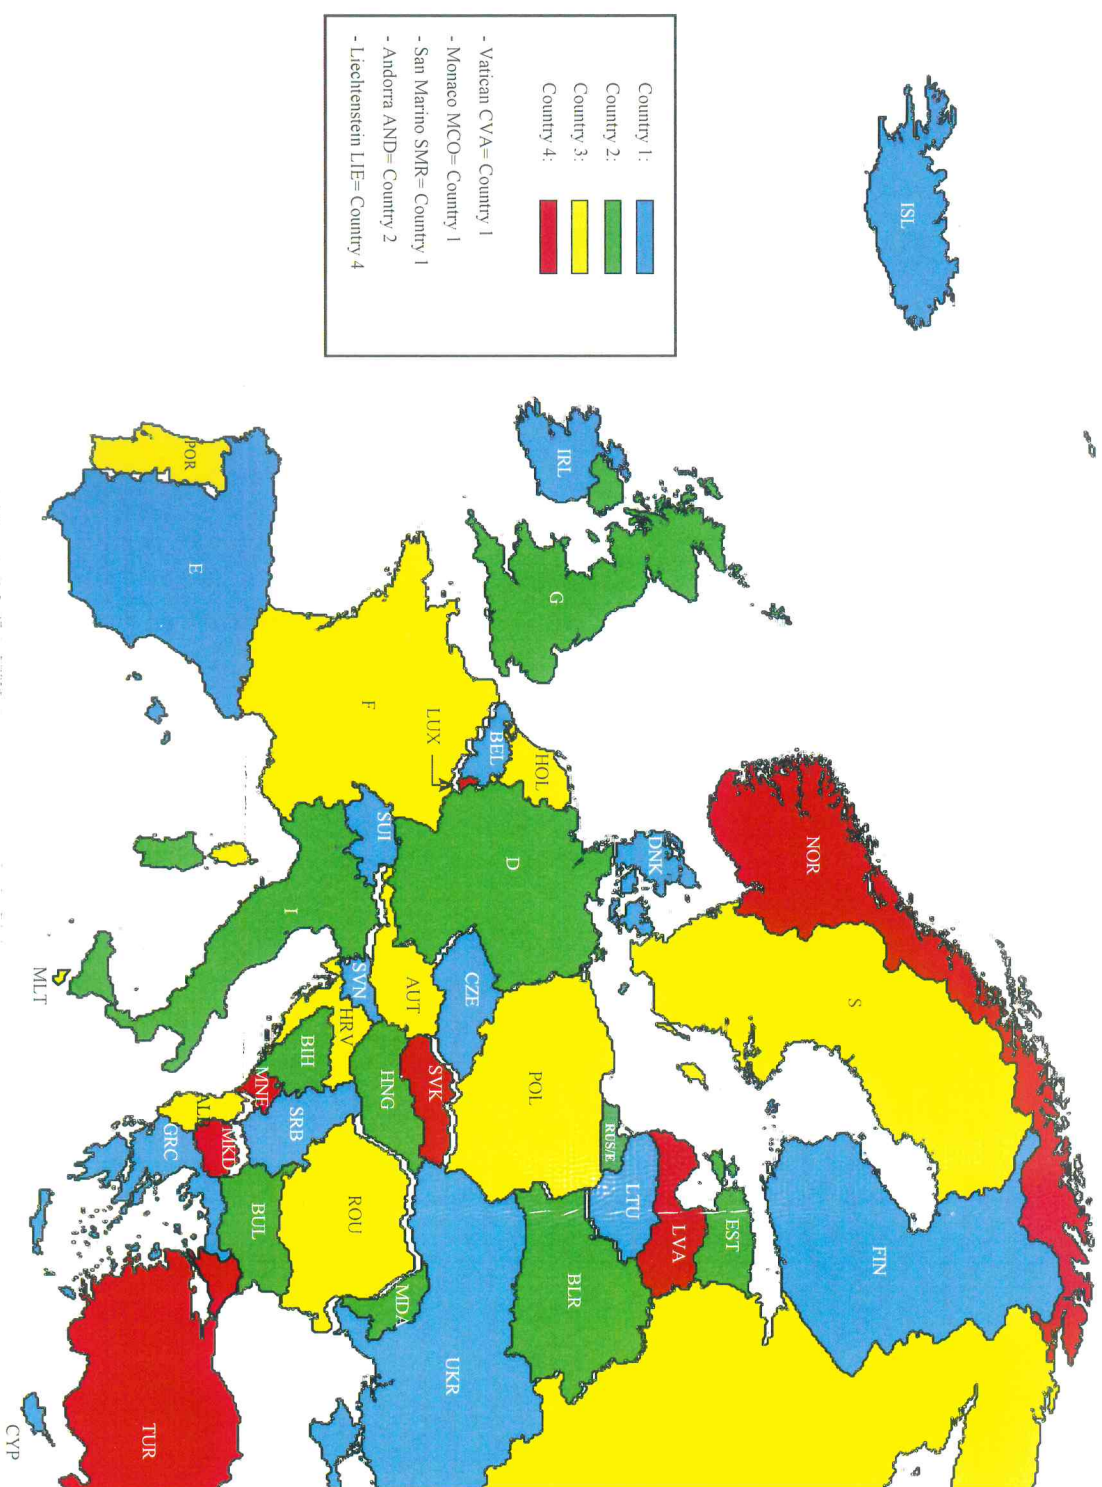 Country 1:
Country 2:
Country 3:
Country 4:
- Vatican CVA= Country 1
- Monaco MCO= Country 1
- San Marino SMR= Country 1
- Andorra AND= Country 2
- Liechtenstein LIE= Country 4
ISL
NOR
S
FIN
IRL
G
DNK
EST
LVA
LTU
RUS/E
BLR
HOL
BEL
LUX
D
POL
CZE
SVK
UKR
F
SUI
AUT
HNG
MDA
SVN
HRV
ROU
BIH
SRB
I
MNE
BUL
MKD
GRC
POR
E
TUR
MLT
CYP